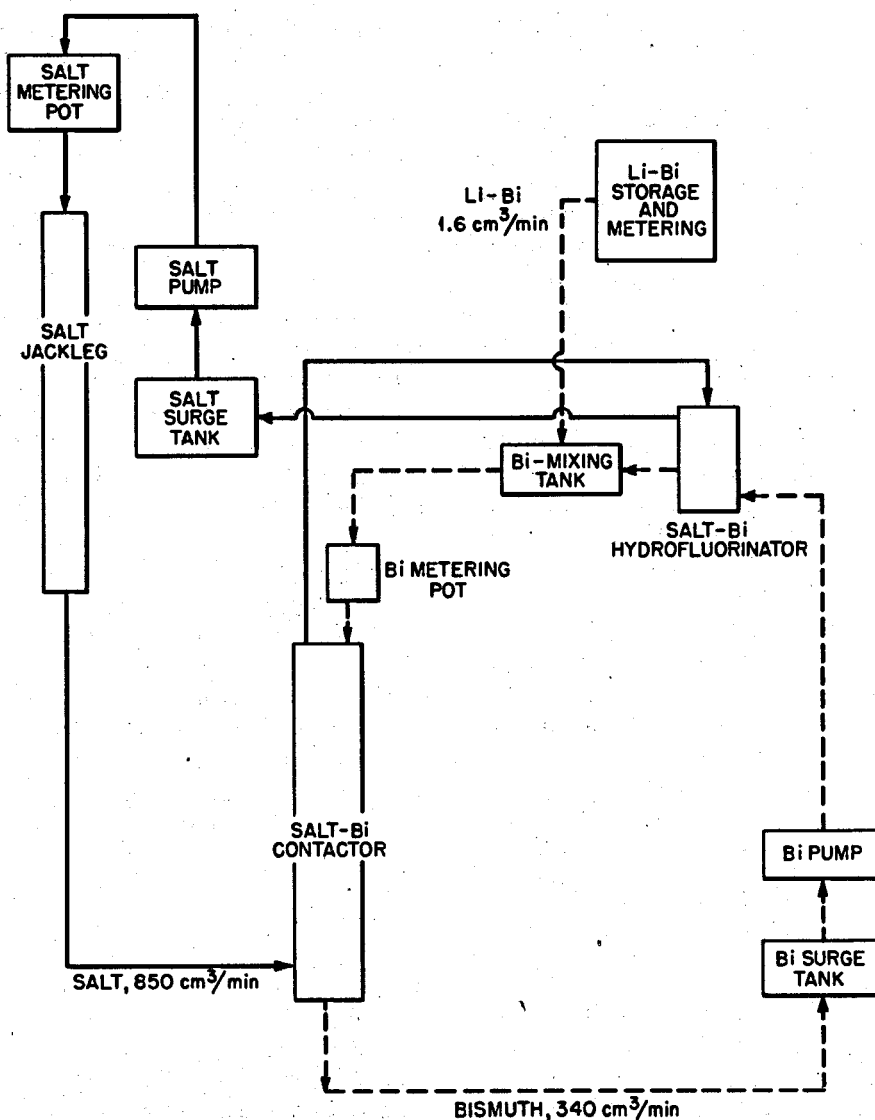 SALT
METERING
POT
Li-Bi
STORAGE
AND
METERING
Li-Bi
1.6 cm³/min
SALT
PUMP
SALT
JACKLEG
SALT
SURGE
TANK
Bi-MIXING
TANK
SALT-Bi
HYDROFLUORINATOR
Bi METERING
POT
SALT-Bi
CONTACTOR
Bi PUMP
Bi SURGE
TANK
SALT, 850 cm³/min
BISMUTH, 340 cm³/min